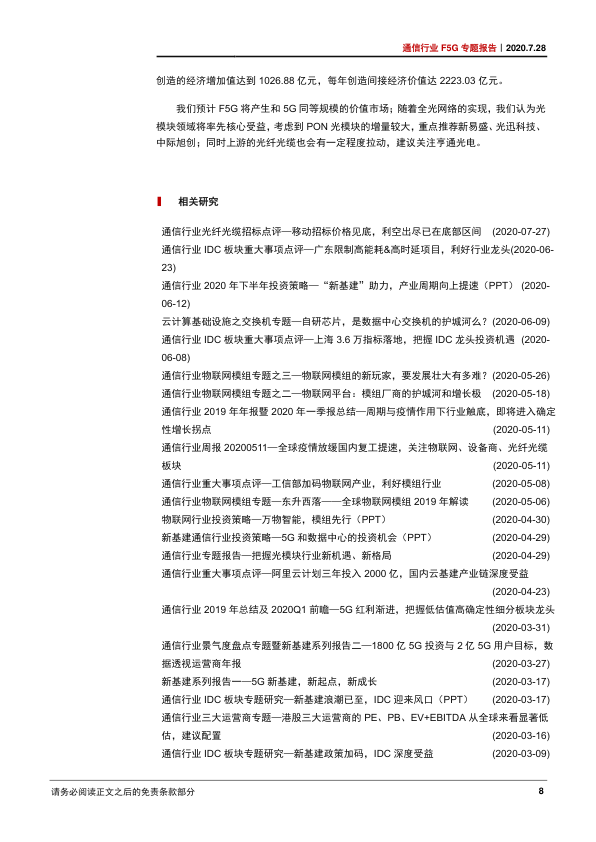 通信行业 F5G 专题报告｜2020.7.28
创造的经济增加值达到 1026.88 亿元，每年创造间接经济价值达 2223.03 亿元。
我们预计 F5G 将产生和 5G 同等规模的价值市场；随着全光网络的实现，我们认为光
模块领域将率先核心受益，考虑到 PON 光模块的增量较大，重点推荐新易盛、光迅科技、
中际旭创；同时上游的光纤光缆也会有一定程度拉动，建议关注亨通光电。
相关研究
通信行业光纤光缆招标点评—移动招标价格见底，利空出尽已在底部区间 (2020-07-27)
通信行业 IDC 板块重大事项点评—广东限制高能耗&高时延项目，利好行业龙头(2020-06-
23)
通信行业 2020 年下半年投资策略—“新基建”助力，产业周期向上提速（PPT） (2020-
06-12)
云计算基础设施之交换机专题—自研芯片，是数据中心交换机的护城河么？(2020-06-09)
通信行业 IDC 板块重大事项点评—上海 3.6 万指标落地，把握 IDC 龙头投资机遇 (2020-
06-08)
通信行业物联网模组专题之三—物联网模组的新玩家，要发展壮大有多难？(2020-05-26)
通信行业物联网模组专题之二—物联网平台：模组厂商的护城河和增长极 (2020-05-18)
通信行业 2019 年年报暨 2020 年一季报总结—周期与疫情作用下行业触底，即将进入确定
性增长拐点 (2020-05-11)
通信行业周报 20200511—全球疫情放缓国内复工提速，关注物联网、设备商、光纤光缆
板块 (2020-05-11)
通信行业重大事项点评—工信部加码物联网产业，利好模组行业 (2020-05-08)
通信行业物联网模组专题—东升西落——全球物联网模组 2019 年解读 (2020-05-06)
物联网行业投资策略—万物智能，模组先行（PPT） (2020-04-30)
新基建通信行业投资策略—5G 和数据中心的投资机会（PPT） (2020-04-29)
通信行业专题报告—把握光模块行业新机遇、新格局 (2020-04-29)
通信行业重大事项点评—阿里云计划三年投入 2000 亿，国内云基建产业链深度受益
(2020-04-23)
通信行业 2019 年总结及 2020Q1 前瞻—5G 红利渐进，把握低估值高确定性细分板块龙头
(2020-03-31)
通信行业景气度盘点专题暨新基建系列报告二—1800 亿 5G 投资与 2 亿 5G 用户目标，数
据透视运营商年报 (2020-03-27)
新基建系列报告一—5G 新基建，新起点，新成长 (2020-03-17)
通信行业 IDC 板块专题研究—新基建浪潮已至，IDC 迎来风口（PPT） (2020-03-17)
通信行业三大运营商专题—港股三大运营商的 PE、PB、EV+EBITDA 从全球来看显著低
估，建议配置 (2020-03-16)
通信行业 IDC 板块专题研究—新基建政策加码，IDC 深度受益 (2020-03-09)
请务必阅读正文之后的免责条款部分 8